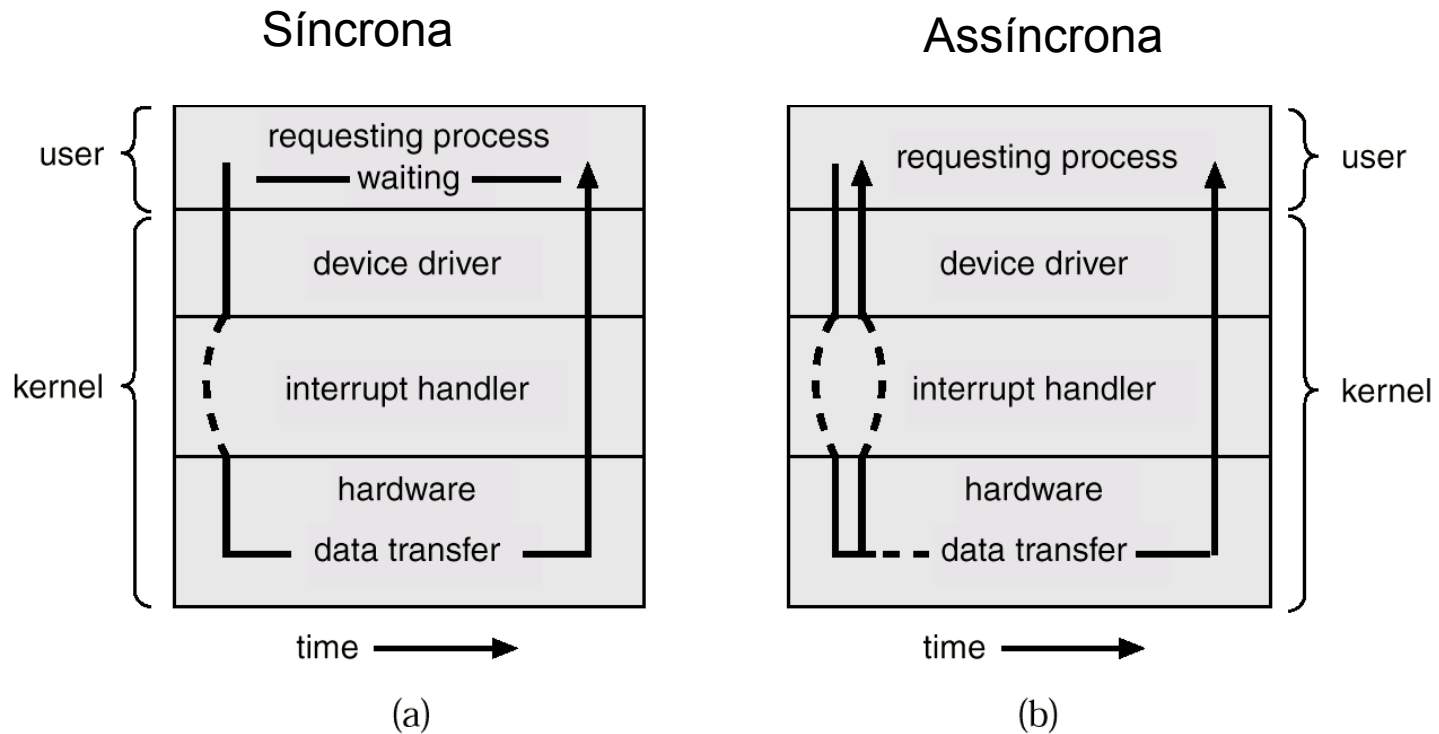 Síncrona
user
requesting process
waiting
device driver
kernel
interrupt handler
hardware
data transfer
time
(a)
Assíncrona
requesting process
user
device driver
interrupt handler
kernel
hardware
data transfer
time
(b)